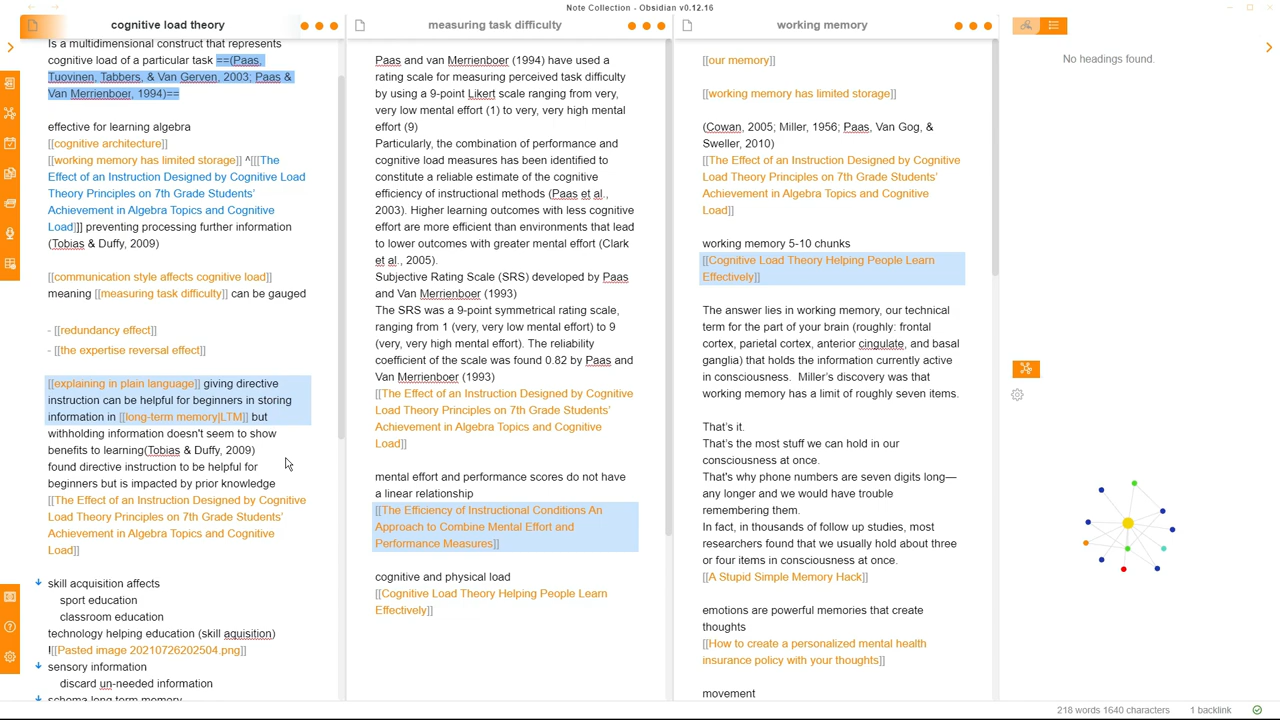 Note Collection - Obsidian v0.12.16
cognitive load theory
Is a multidimensional construct that represents
cognitive load of a particular task ==(Paas,
Tuovinen, Tabbers, & Van Gerven, 2003; Paas &
Van Merrienboer, 1994)==
effective for learning algebra
[[cognitive architecture]]
[[working memory has limited storage]] ^[[[The
Effect of an Instruction Designed by Cognitive Load
Theory Principles on 7th Grade Students'
Achievement in Algebra Topics and Cognitive
Load]]] preventing processing further information
(Tobias & Duffy, 2009)
[[communication style affects cognitive load]]
meaning [[measuring task difficulty]] can be gauged
- [[redundancy effect]]
- [[the expertise reversal effect]]
[[explaining in plain language]] giving directive
instruction can be helpful for beginners in storing
information in [[long-term memory|LTM]] but
withholding information doesn't seem to show
benefits to learning(Tobias & Duffy, 2009)
found directive instruction to be helpful for
beginners but is impacted by prior knowledge
[[The Effect of an Instruction Designed by Cognitive
Load Theory Principles on 7th Grade Students'
Achievement in Algebra Topics and Cognitive
Load]]
skill acquisition affects
sport education
classroom education
technology helping education (skill aquisition)
![[Pasted image 20210726202504.png]]
sensory information
discard un-needed information
schema long term memory
measuring task difficulty
Paas and van Merrienboer (1994) have used a
rating scale for measuring perceived task difficulty
by using a 9-point Likert scale ranging from very,
very low mental effort (1) to very, very high mental
effort (9)
Particularly, the combination of performance and
cognitive load measures has been identified to
constitute a reliable estimate of the cognitive
efficiency of instructional methods (Paas et al.,
2003). Higher learning outcomes with less cognitive
effort are more efficient than environments that lead
to lower outcomes with greater mental effort (Clark
et al., 2005).
Subjective Rating Scale (SRS) developed by Paas
and Van Merrienboer (1993)
The SRS was a 9-point symmetrical rating scale,
ranging from 1 (very, very low mental effort) to 9
(very, very high mental effort). The reliability
coefficient of the scale was found 0.82 by Paas and
Van Merrienboer (1993)
[[The Effect of an Instruction Designed by Cognitive
Load Theory Principles on 7th Grade Students'
Achievement in Algebra Topics and Cognitive
Load]]
mental effort and performance scores do not have
a linear relationship
[[The Efficiency of Instructional Conditions An
Approach to Combine Mental Effort and
Performance Measures]]
cognitive and physical load
[[Cognitive Load Theory Helping People Learn
Effectively]]
working memory
[[our memory]]
[[working memory has limited storage]]
(Cowan, 2005; Miller, 1956; Paas, Van Gog, &
Sweller, 2010)
[[The Effect of an Instruction Designed by Cognitive
Load Theory Principles on 7th Grade Students'
Achievement in Algebra Topics and Cognitive
Load]]
working memory 5-10 chunks
[[Cognitive Load Theory Helping People Learn
Effectively]]
The answer lies in working memory, our technical
term for the part of your brain (roughly: frontal
cortex, parietal cortex, anterior cingulate, and basal
ganglia) that holds the information currently active
in consciousness. Miller's discovery was that
working memory has a limit of roughly seven items.
That's it.
That's the most stuff we can hold in our
consciousness at once.
That's why phone numbers are seven digits long—
any longer and we would have trouble
remembering them.
In fact, in thousands of follow up studies, most
researchers found that we usually hold about three
or four items in consciousness at once.
[[A Stupid Simple Memory Hack]]
emotions are powerful memories that create
thoughts
[[How to create a personalized mental health
insurance policy with your thoughts]]
movement
No headings found.
218 words 1640 characters
1 backlink